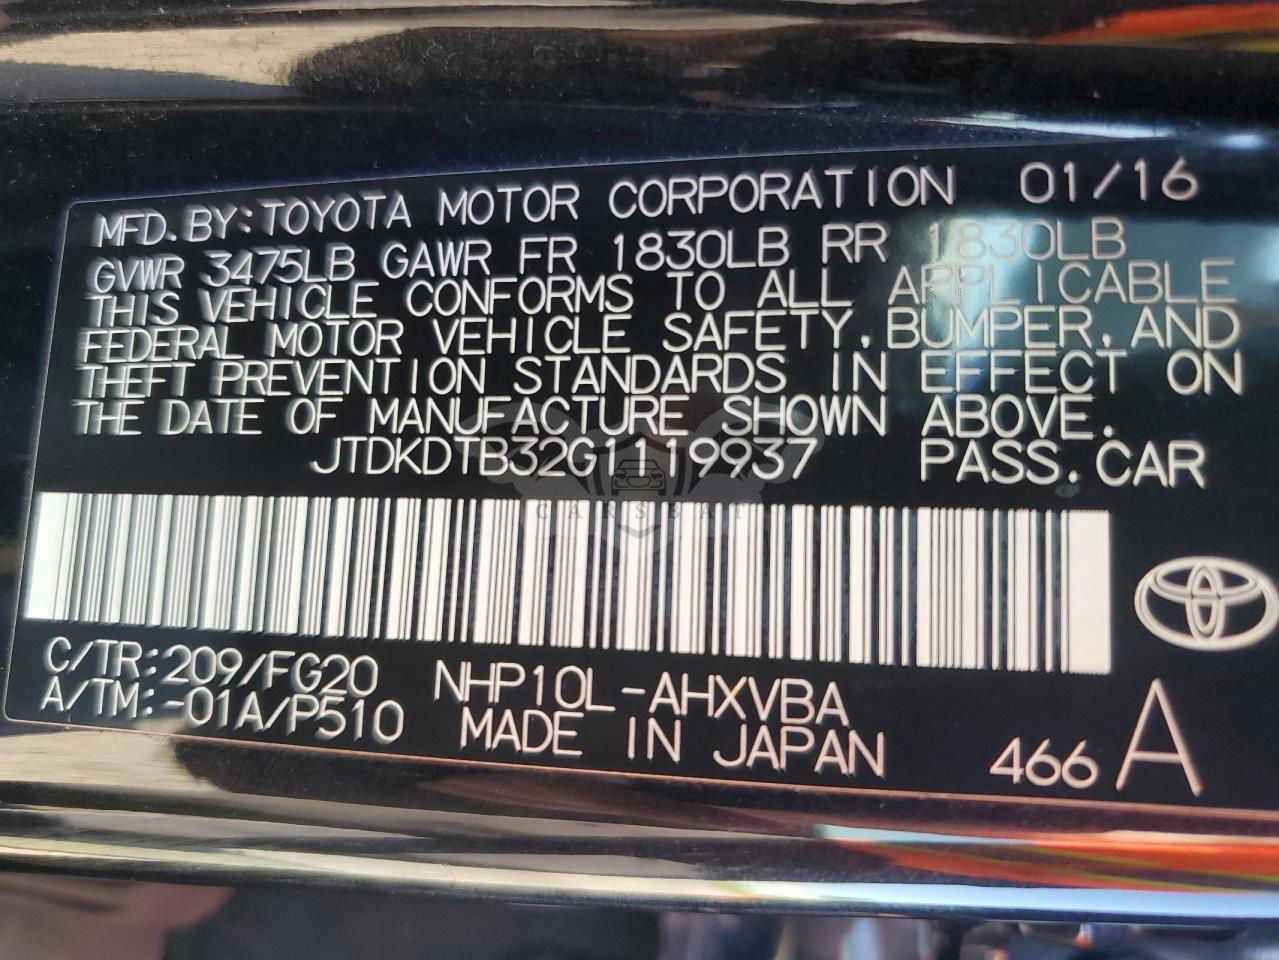 MFD.BY:TOYOTA MOTOR CORPORATION 01/16
GVWR 3475LB GAWR FR 1830LB RR 1830LB
THIS VEHICLE CONFORMS TO ALL APPLICABLE
FEDERAL MOTOR VEHICLE SAFETY,BUMPER,AND
THEFT PREVENTION STANDARDS IN EFFECT ON
THE DATE OF MANUFACTURE SHOWN ABOVE.
JTDKDTB32G1119937 PASS.CAR
CARSSAT
C/TR:209/FG20 NHP10L-AHXVBA
A/TM:-01A/P510 MADE IN JAPAN 466 A